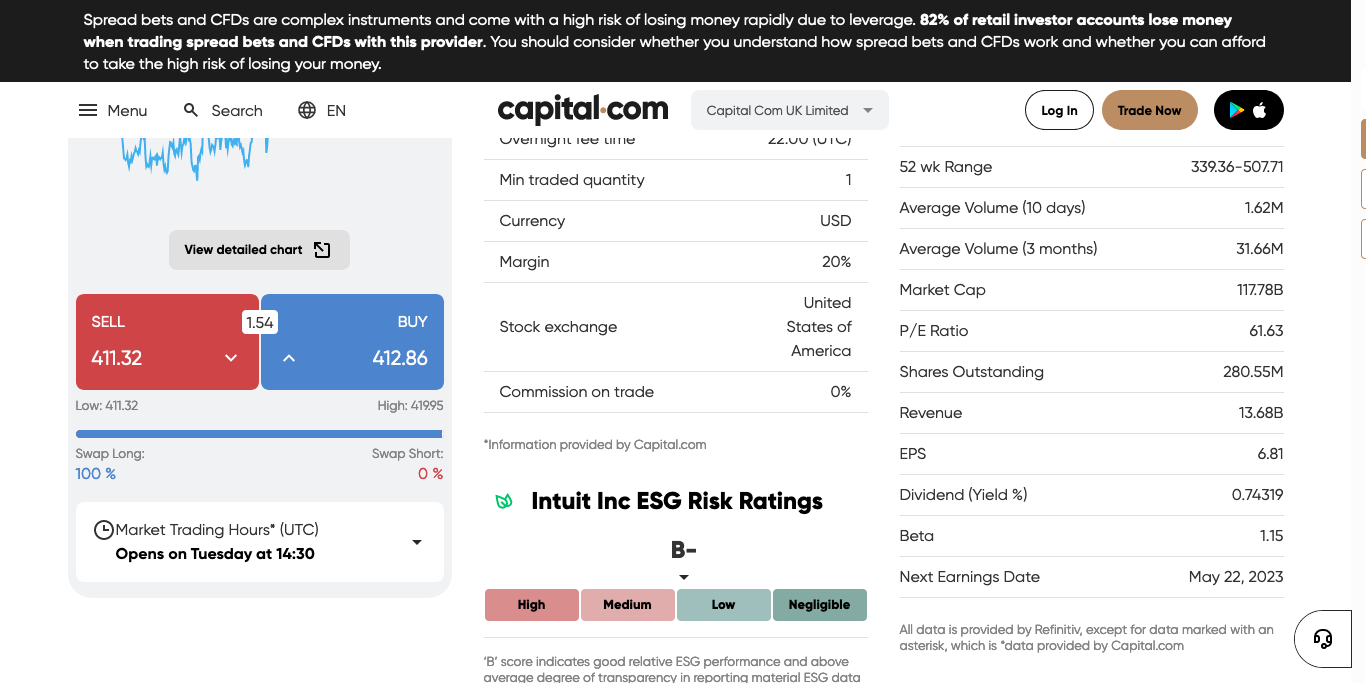 Spread bets and CFDs are complex instruments and come with a high risk of losing money rapidly due to leverage. 82% of retail investor accounts lose money
when trading spread bets and CFDs with this provider. You should consider whether you understand how spread bets and CFDs work and whether you can afford
to take the high risk of losing your money.
Menu
Search
EN
capital.com
Capital Com UK Limited
Log In
Trade Now
View detailed chart
SELL
411.32
1.54
BUY
412.86
Low: 411.32
High: 419.95
Swap Long:
100 %
Swap Short:
0 %
Market Trading Hours* (UTC)
Opens on Tuesday at 14:30
Overnight fee time 22:00 (UTC)
Min traded quantity 1
Currency USD
Margin 20%
Stock exchange United
States of
America
Commission on trade 0%
*Information provided by Capital.com
Intuit Inc ESG Risk Ratings
B-
High Medium Low Negligible
‘B’ score indicates good relative ESG performance and above
average degree of transparency in reporting material ESG data
52 wk Range 339.36-507.71
Average Volume (10 days) 1.62M
Average Volume (3 months) 31.66M
Market Cap 117.78B
P/E Ratio 61.63
Shares Outstanding 280.55M
Revenue 13.68B
EPS 6.81
Dividend (Yield %) 0.74319
Beta 1.15
Next Earnings Date May 22, 2023
All data is provided by Refinitiv, except for data marked with an
asterisk, which is *data provided by Capital.com